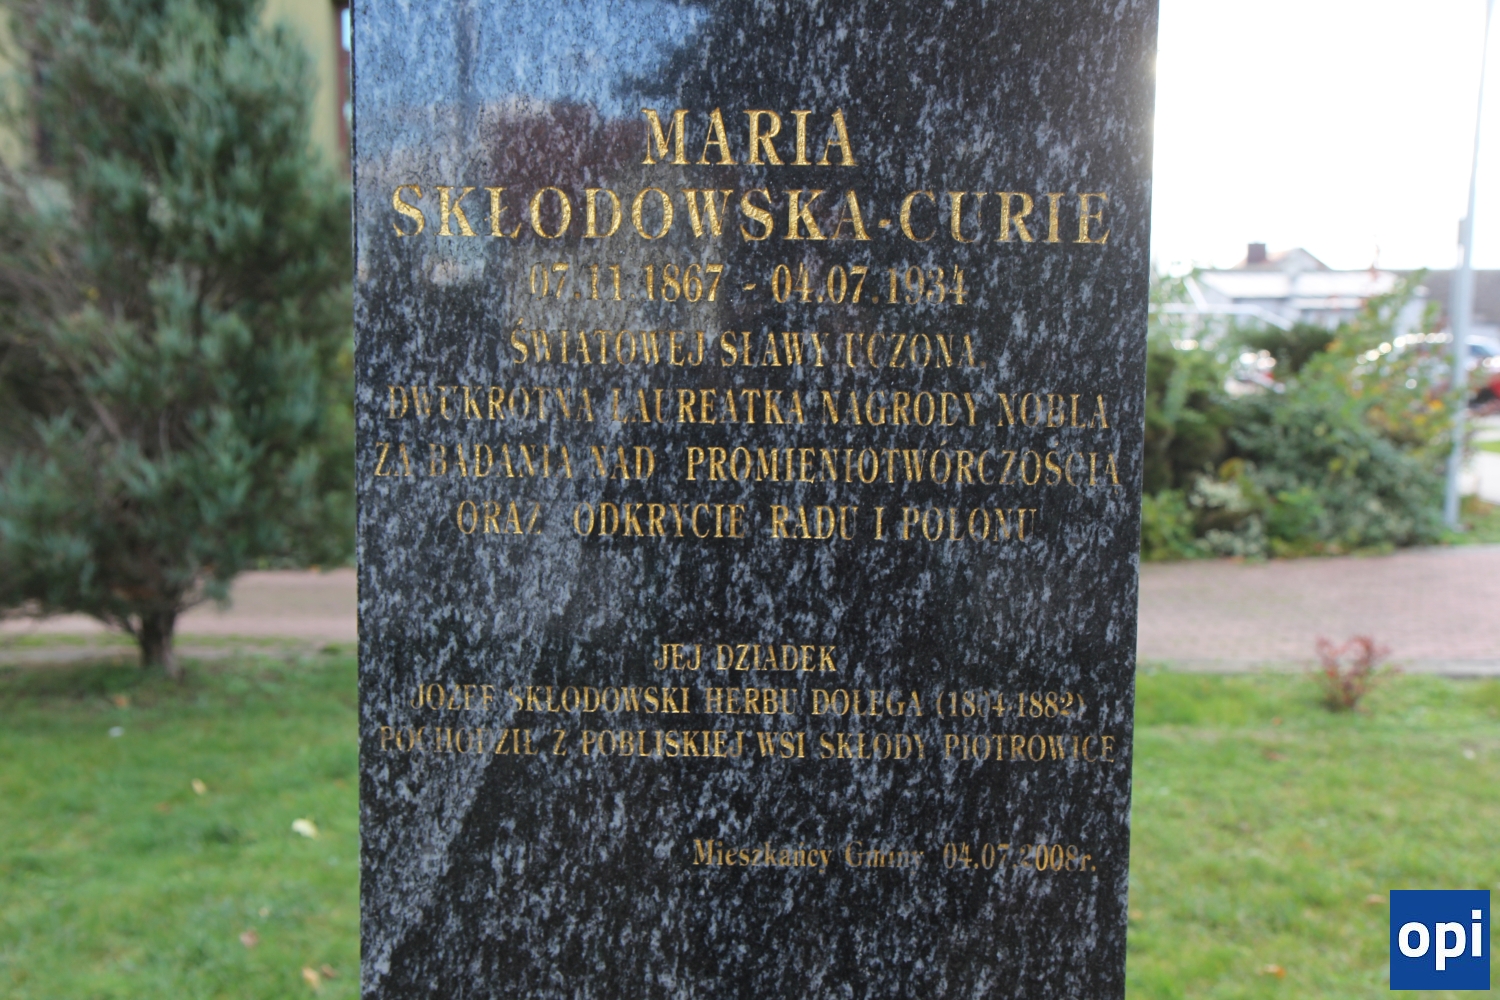 MARIA
SKŁODOWSKA-CURIE
07.11.1867 - 04.07.1934
ŚWIATOWEJ SŁAWY UCZONA,
DWUKROTNA LAUREATKA NAGRODY NOBLA
ZA BADANIA NAD PROMIENIOTWÓRCZOŚCIĄ
ORAZ ODKRYCIE RADU I POLONU
JEJ DZIADEK
JÓZEF SKŁODOWSKI HERBU DOŁĘGA (1804-1882)
POCHODZIŁ Z POBLISKIEJ WSI SKŁODY PIOTROWICE
Mieszkańcy Gminy, 04.07.2008r.
opi